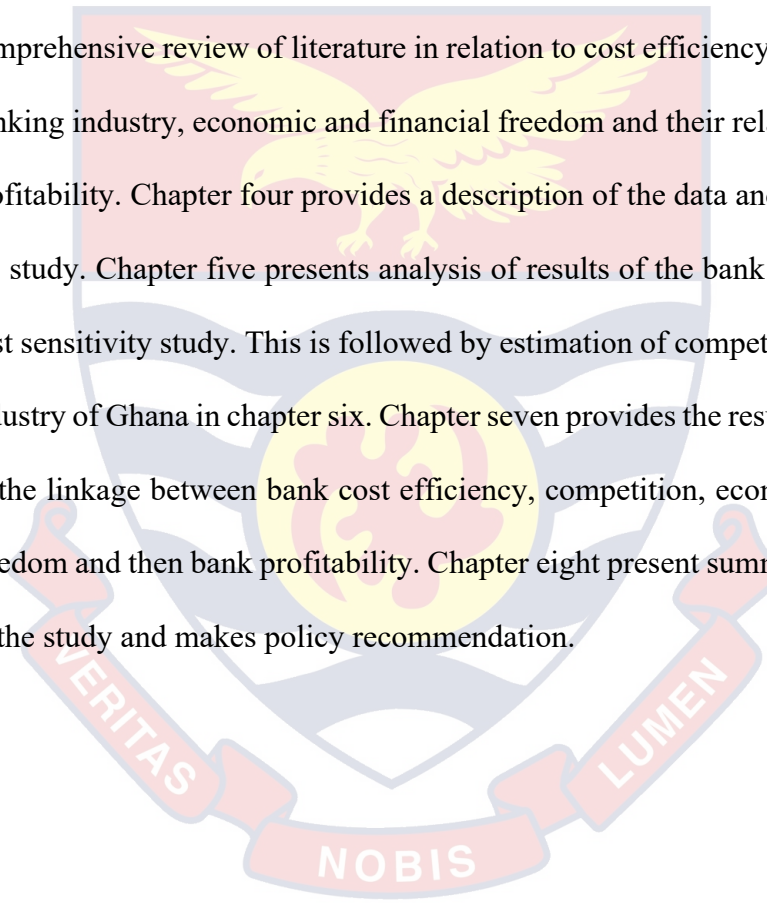 mprehensive review of literature in relation to cost efficiency
nking industry, economic and financial freedom and their rel
ofitability. Chapter four provides a description of the data an
study. Chapter five presents analysis of results of the bank
st sensitivity study. This is followed by estimation of compet
dustry of Ghana in chapter six. Chapter seven provides the res
the linkage between bank cost efficiency, competition, econ
edom and then bank profitability. Chapter eight present sum
the study and makes policy recommendation.
VERITAS
NOBIS
LUMEN